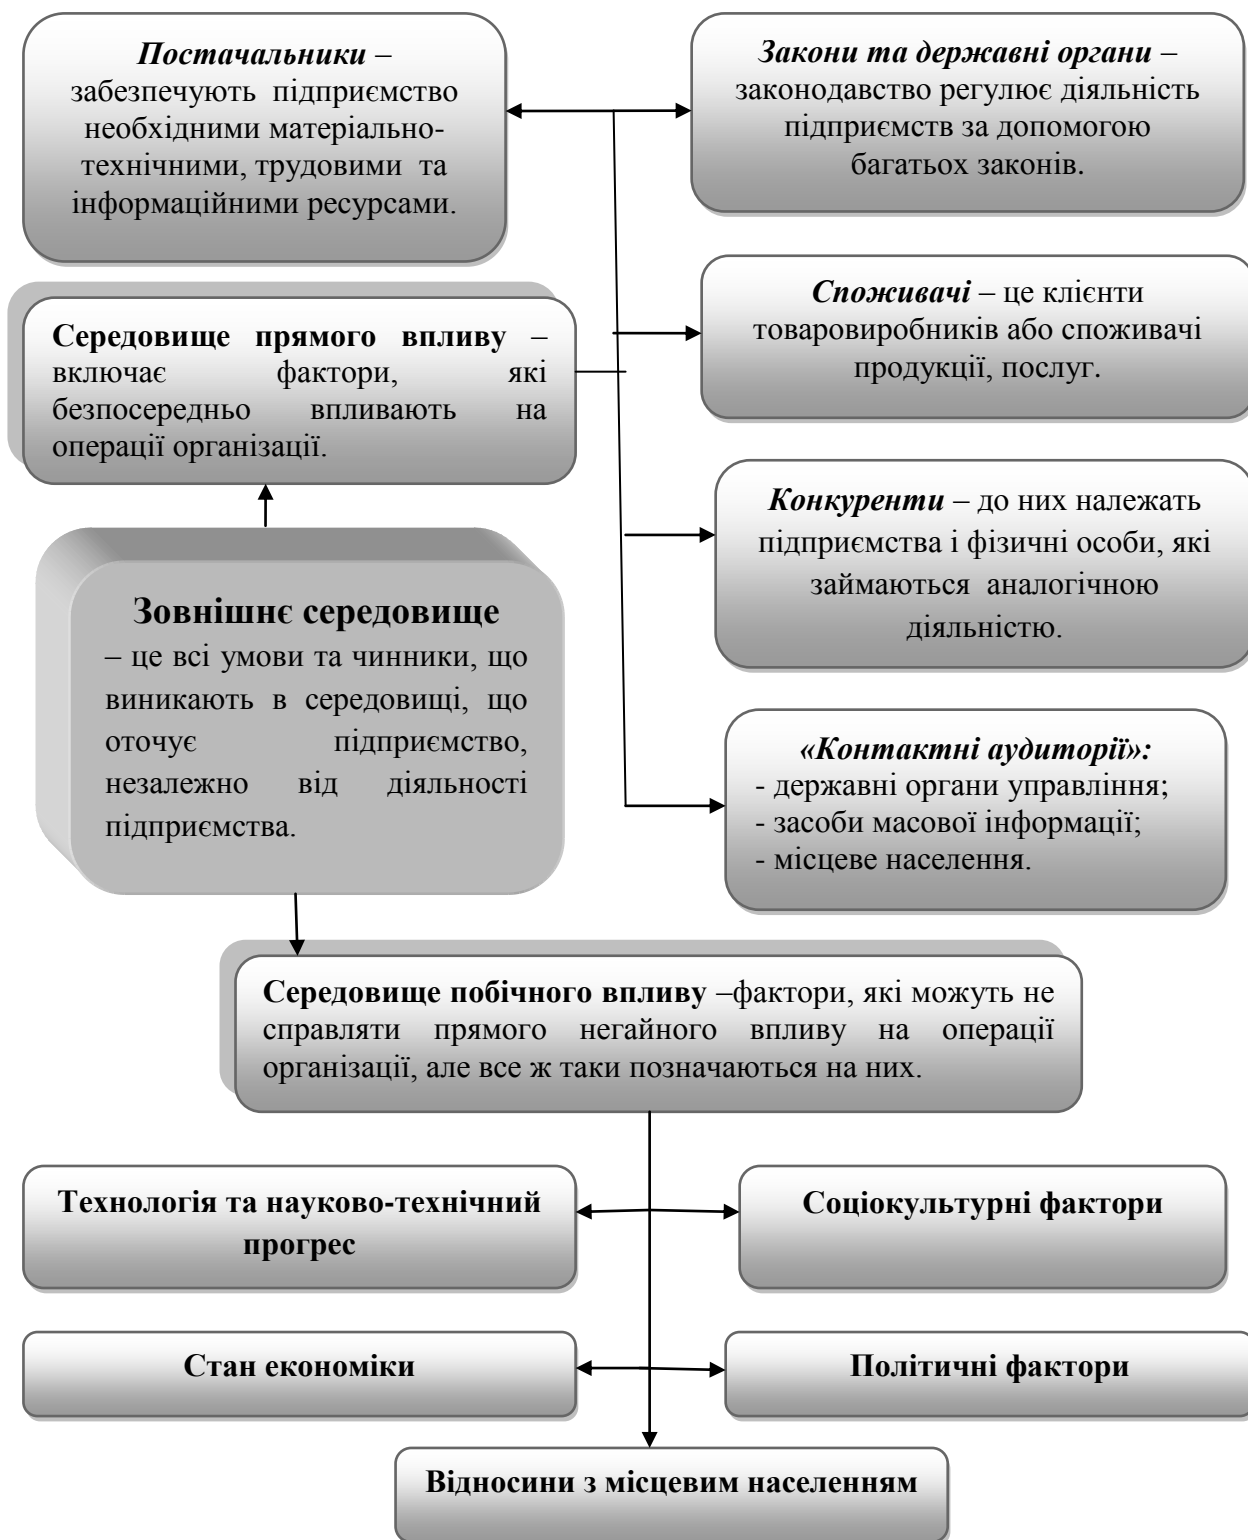 Постачальники –
забезпечують підприємство
необхідними матеріально-
технічними, трудовими та
інформаційними ресурсами.
Закони та державні органи –
законодавство регулює діяльність
підприємств за допомогою
багатьох законів.
Середовище прямого впливу –
включає фактори, які
безпосередньо впливають на
операції організації.
Споживачі – це клієнти
товаровиробників або споживачі
продукції, послуг.
Конкуренти – до них належать
підприємства і фізичні особи, які
займаються аналогічною
діяльністю.
Зовнішнє середовище
– це всі умови та чинники, що
виникають в середовищі, що
оточує підприємство,
незалежно від діяльності
підприємства.
«Контактні аудиторії»:
- державні органи управління;
- засоби масової інформації;
- місцеве населення.
Середовище побічного впливу –фактори, які можуть не
справляти прямого негайного впливу на операції
організації, але все ж таки позначаються на них.
Технологія та науково-технічний
прогрес
Соціокультурні фактори
Стан економіки
Політичні фактори
Відносини з місцевим населенням